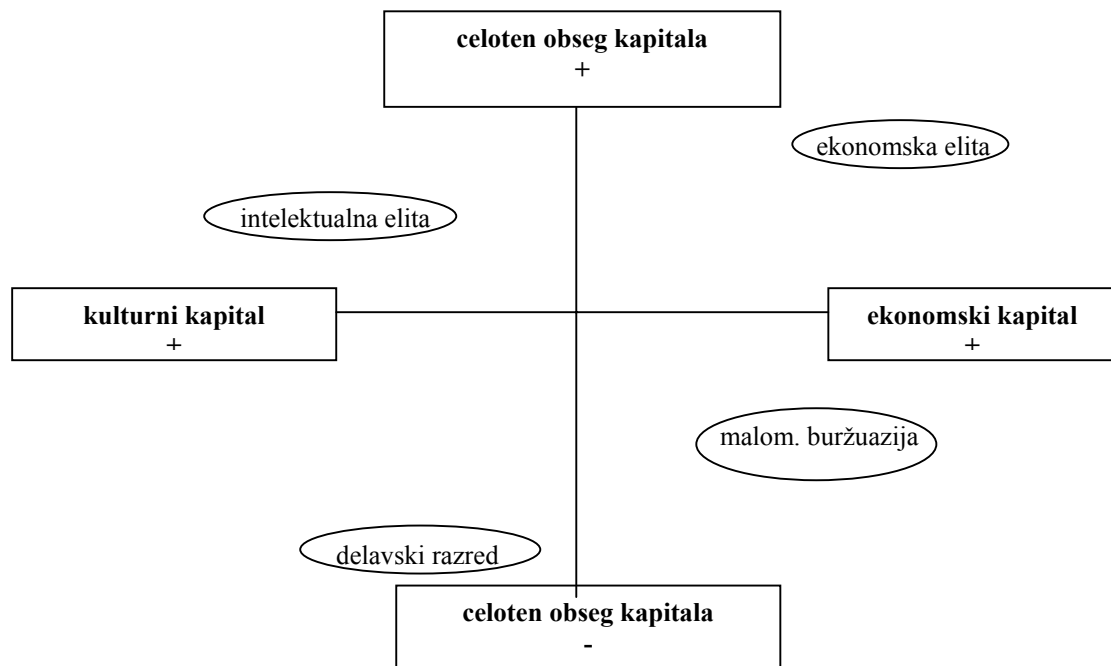 celoten obseg kapitala
+
ekonomska elita
intelektualna elita
kulturni kapital
+
ekonomski kapital
+
malom. buržuazija
delavski razred
celoten obseg kapitala
-